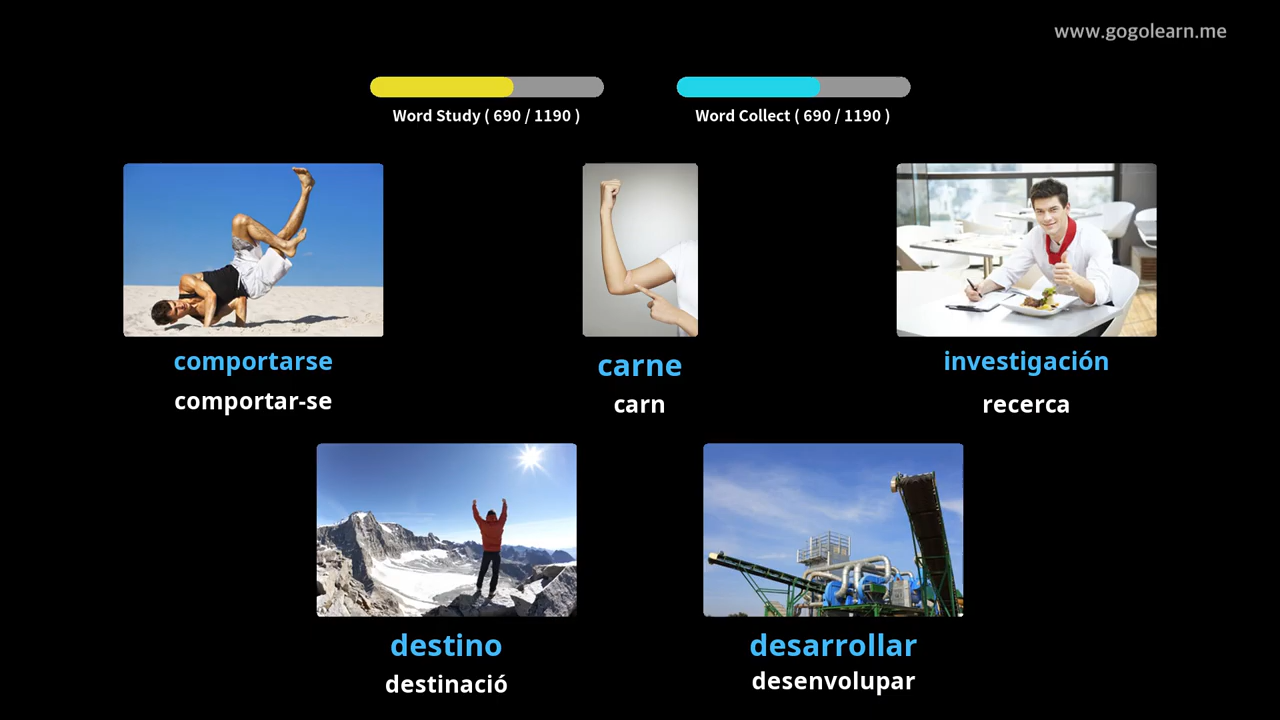 www.gogolearn.me
Word Study ( 690 / 1190 )
Word Collect ( 690 / 1190 )
comportarse
comportar-se
carne
carn
investigación
recerca
destino
destinació
desarrollar
desenvolupar